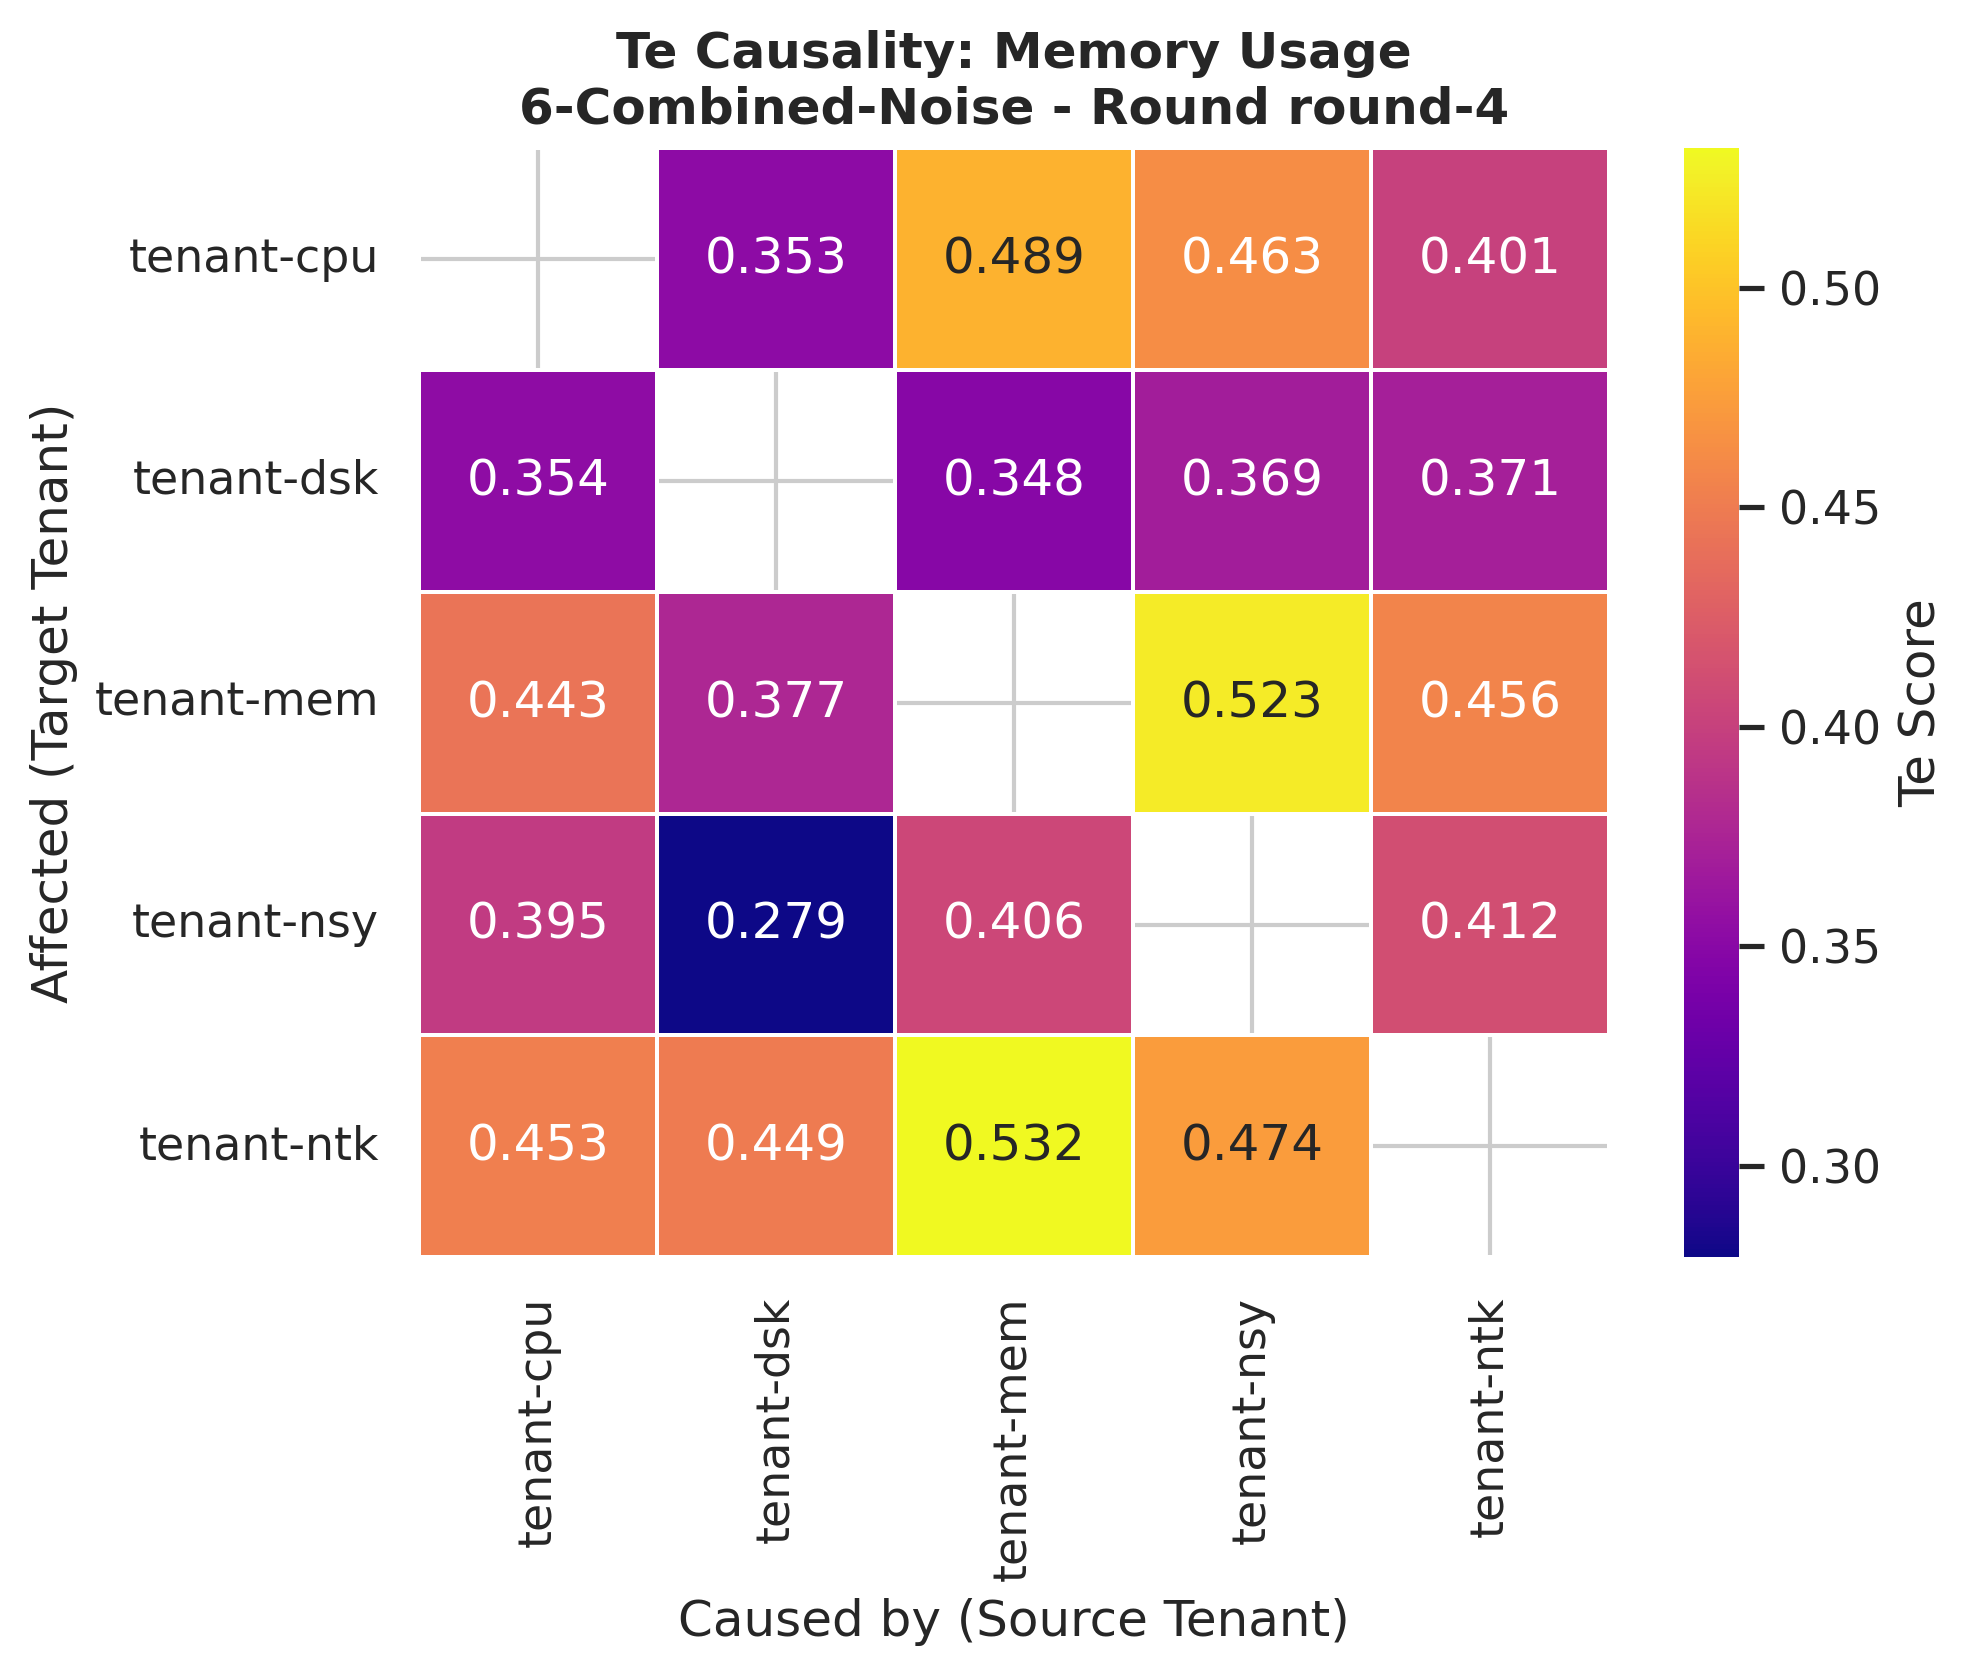 Te Causality: Memory Usage
6-Combined-Noise - Round round-4
Affected (Target Tenant)
tenant-cpu
0.353 0.489 0.463 0.401
tenant-dsk
0.354 0.348 0.369 0.371
tenant-mem
0.443 0.377 0.523 0.456
tenant-nsy
0.395 0.279 0.406 0.412
tenant-ntk
0.453 0.449 0.532 0.474
tenant-cpu
tenant-dsk
tenant-mem
tenant-nsy
tenant-ntk
Caused by (Source Tenant)
0.50
0.45
0.40
0.35
0.30
Te Score